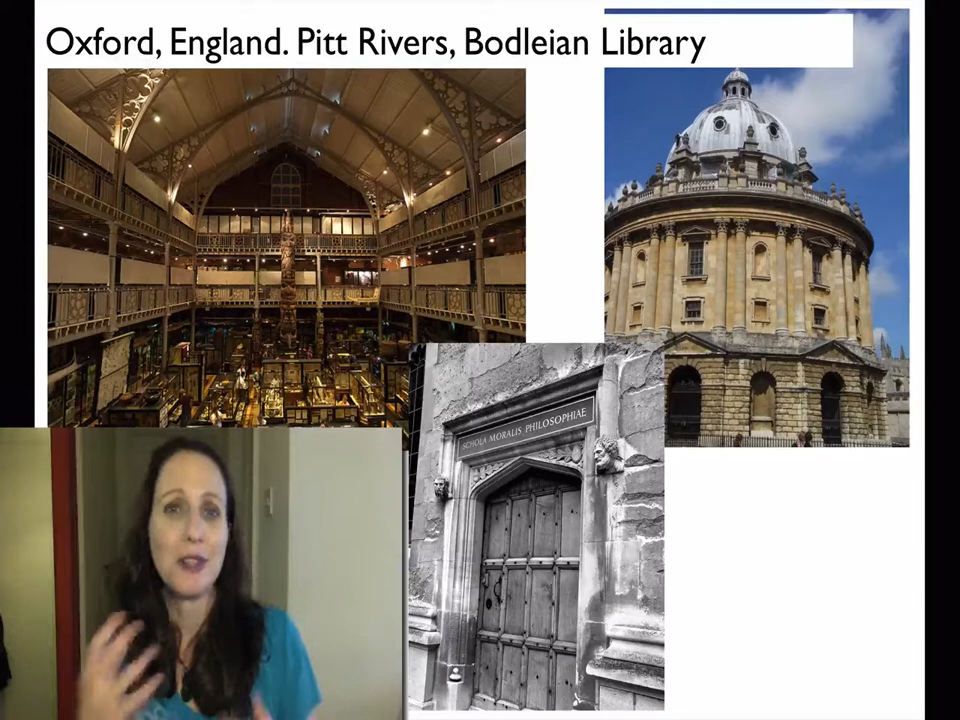 Oxford, England. Pitt Rivers, Bodleian Library
SCHOLA MORALIS PHILOSOPHIAE